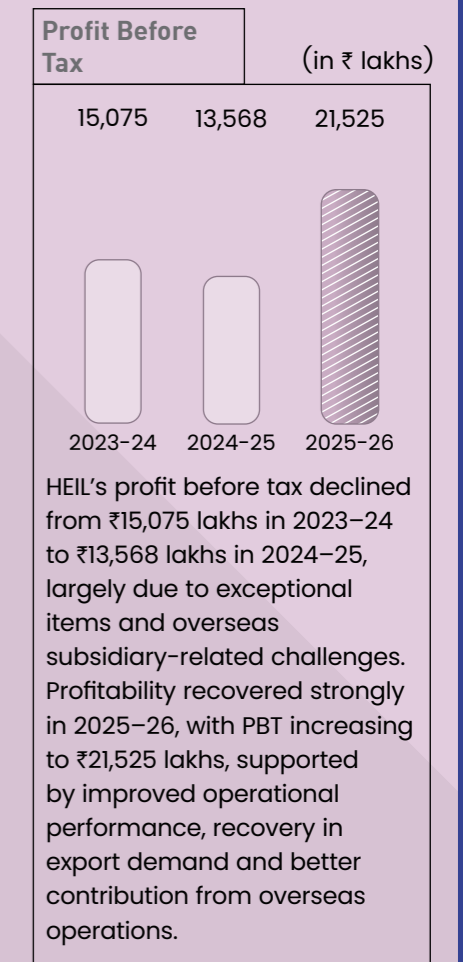 Profit Before
Tax
(in ₹ lakhs)
15,075 13,568 21,525
2023-24 2024-25 2025-26
HEIL’s profit before tax declined
from ₹15,075 lakhs in 2023–24
to ₹13,568 lakhs in 2024–25,
largely due to exceptional
items and overseas
subsidiary-related challenges.
Profitability recovered strongly
in 2025–26, with PBT increasing
to ₹21,525 lakhs, supported
by improved operational
performance, recovery in
export demand and better
contribution from overseas
operations.